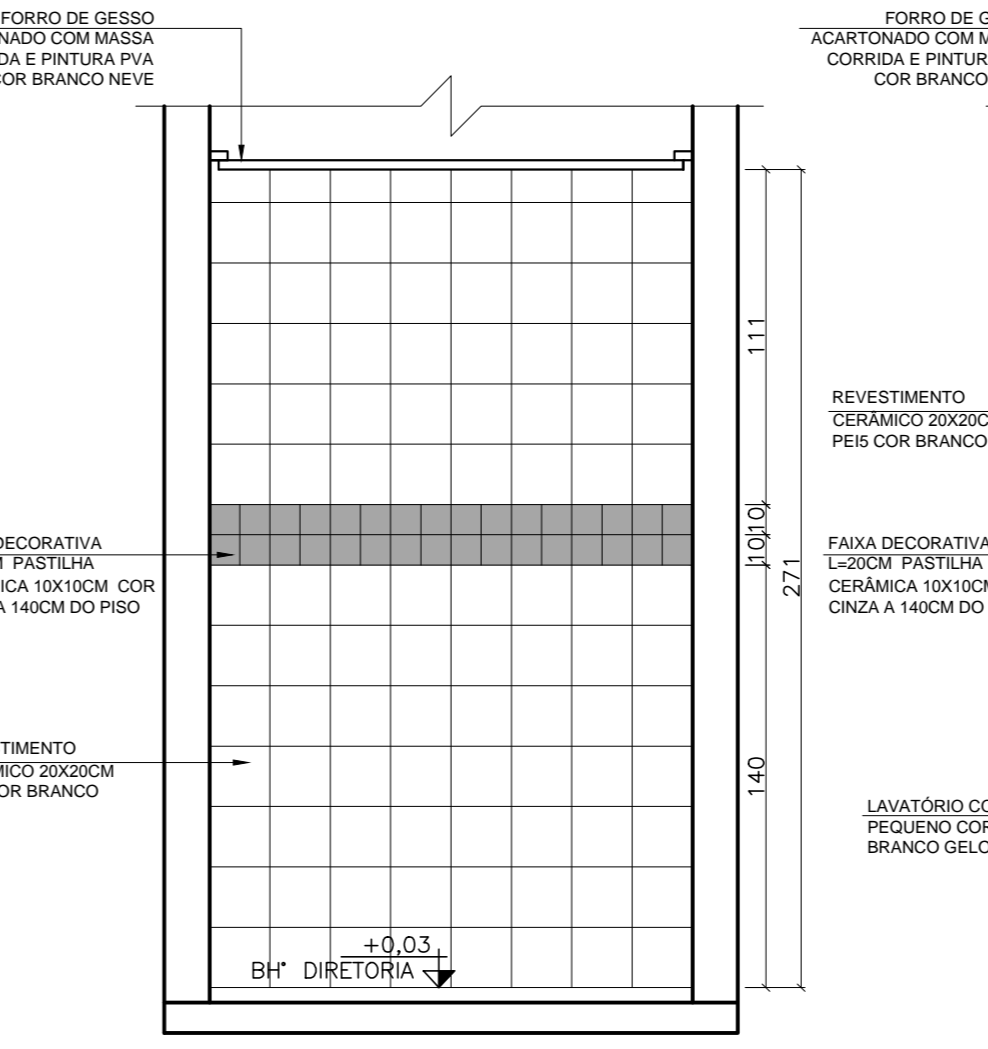 FORRO DE GESSO
NADO COM MASSA
DA E PINTURA PVA
COR BRANCO NEVE
FORRO DE G
ACARTONADO COM M
CORRIDA E PINTUR
COR BRANCO
111
REVESTIMENTO
CERÂMICO 20X20C
PEI5 COR BRANCO
10
10
271
DECORATIVA
M PASTILHA
ICA 10X10CM COR
A 140CM DO PISO
FAIXA DECORATIVA
L=20CM PASTILHA
CERÂMICA 10X10CM
CINZA A 140CM DO
TIMENTO
MICO 20X20CM
OR BRANCO
140
LAVATÓRIO CO
PEQUENO COR
BRANCO GELO
+0,03
BH° DIRETORIA